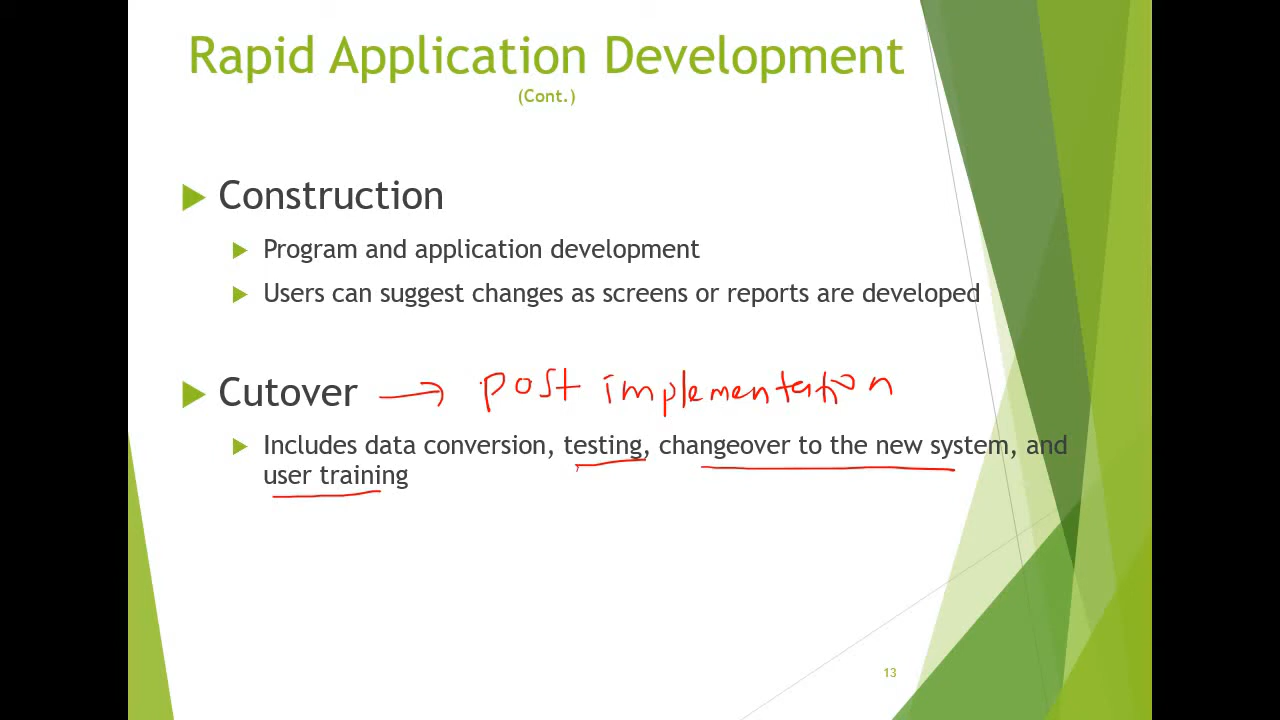 Rapid Application Development
(Cont.)
Construction
Program and application development
Users can suggest changes as screens or reports are developed
Cutover → post implementation
Includes data conversion, testing, changeover to the new system, and
user training
13